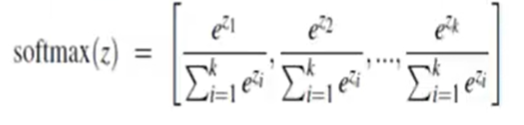 softmax(z) = [ e^{z_1} / ∑_{i=1}^{k} e^{z_i}, e^{z_2} / ∑_{i=1}^{k} e^{z_i}, ..., e^{z_k} / ∑_{i=1}^{k} e^{z_i} ]